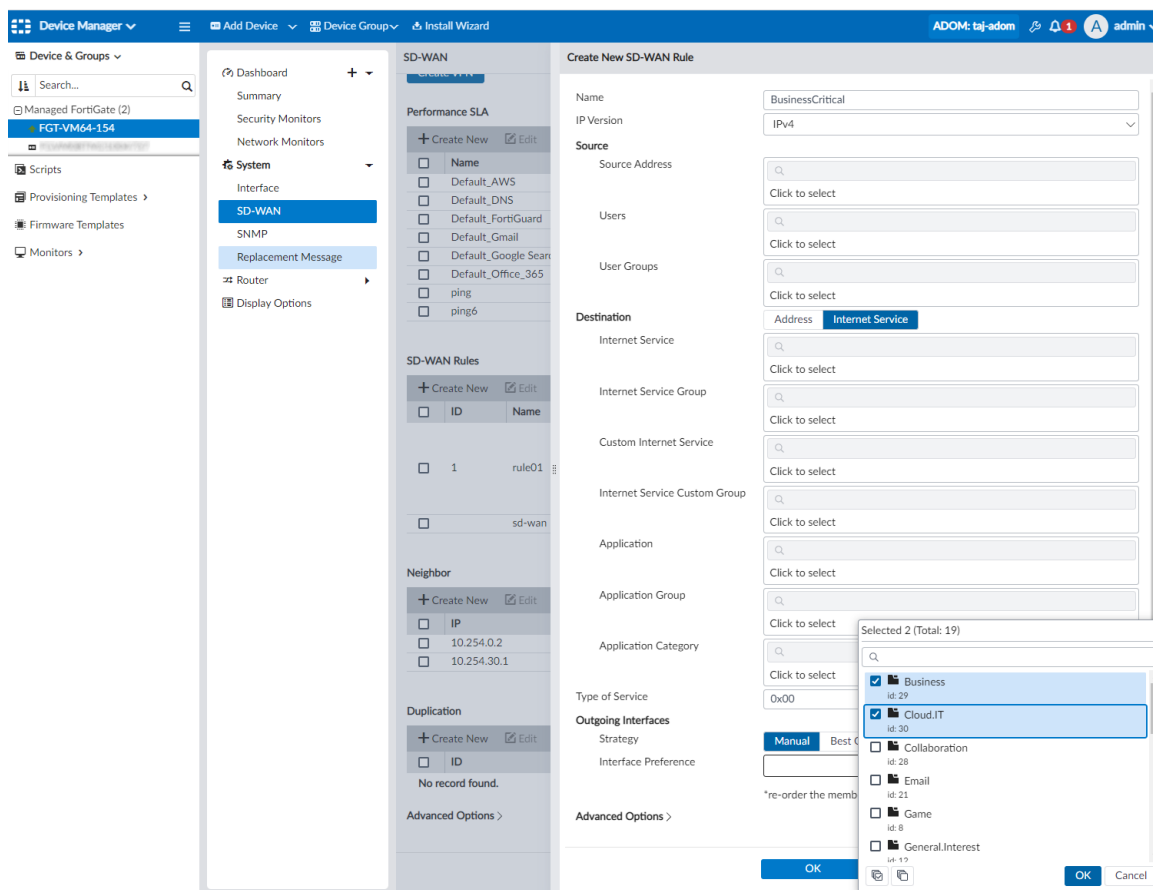 Device Manager
Add Device
Device Group
Install Wizard
ADOM: taj-adom
1
A
admin
Device & Groups
Search...
Managed FortiGate (2)
FGT-VM64-154
Scripts
Provisioning Templates
Firmware Templates
Monitors
Dashboard
Summary
Security Monitors
Network Monitors
System
Interface
SD-WAN
SNMP
Replacement Message
Router
Display Options
SD-WAN
Create VPN
Performance SLA
Create New Edit
Name
Default_AWS
Default_DNS
Default_FortiGuard
Default_Gmail
Default_Google Sear
Default_Office_365
ping
ping6
SD-WAN Rules
Create New Edit
ID Name
1 rule01
sd-wan
Neighbor
Create New Edit
IP
10.254.0.2
10.254.30.1
Duplication
Create New Edit
ID
No record found.
Advanced Options >
Create New SD-WAN Rule
Name BusinessCritical
IP Version IPv4
Source
Source Address
Click to select
Users
Click to select
User Groups
Click to select
Destination Address Internet Service
Internet Service
Click to select
Internet Service Group
Click to select
Custom Internet Service
Click to select
Internet Service Custom Group
Click to select
Application
Click to select
Application Group
Click to select
Application Category
Click to select
Type of Service 0x00
Outgoing Interfaces
Strategy Manual Best
Interface Preference
*re-order the memb
Advanced Options >
OK
Selected 2 (Total: 19)
Business
id: 29
Cloud.IT
id: 30
Collaboration
id: 28
Email
id: 21
Game
id: 8
General.Interest
id: 12
OK Cancel